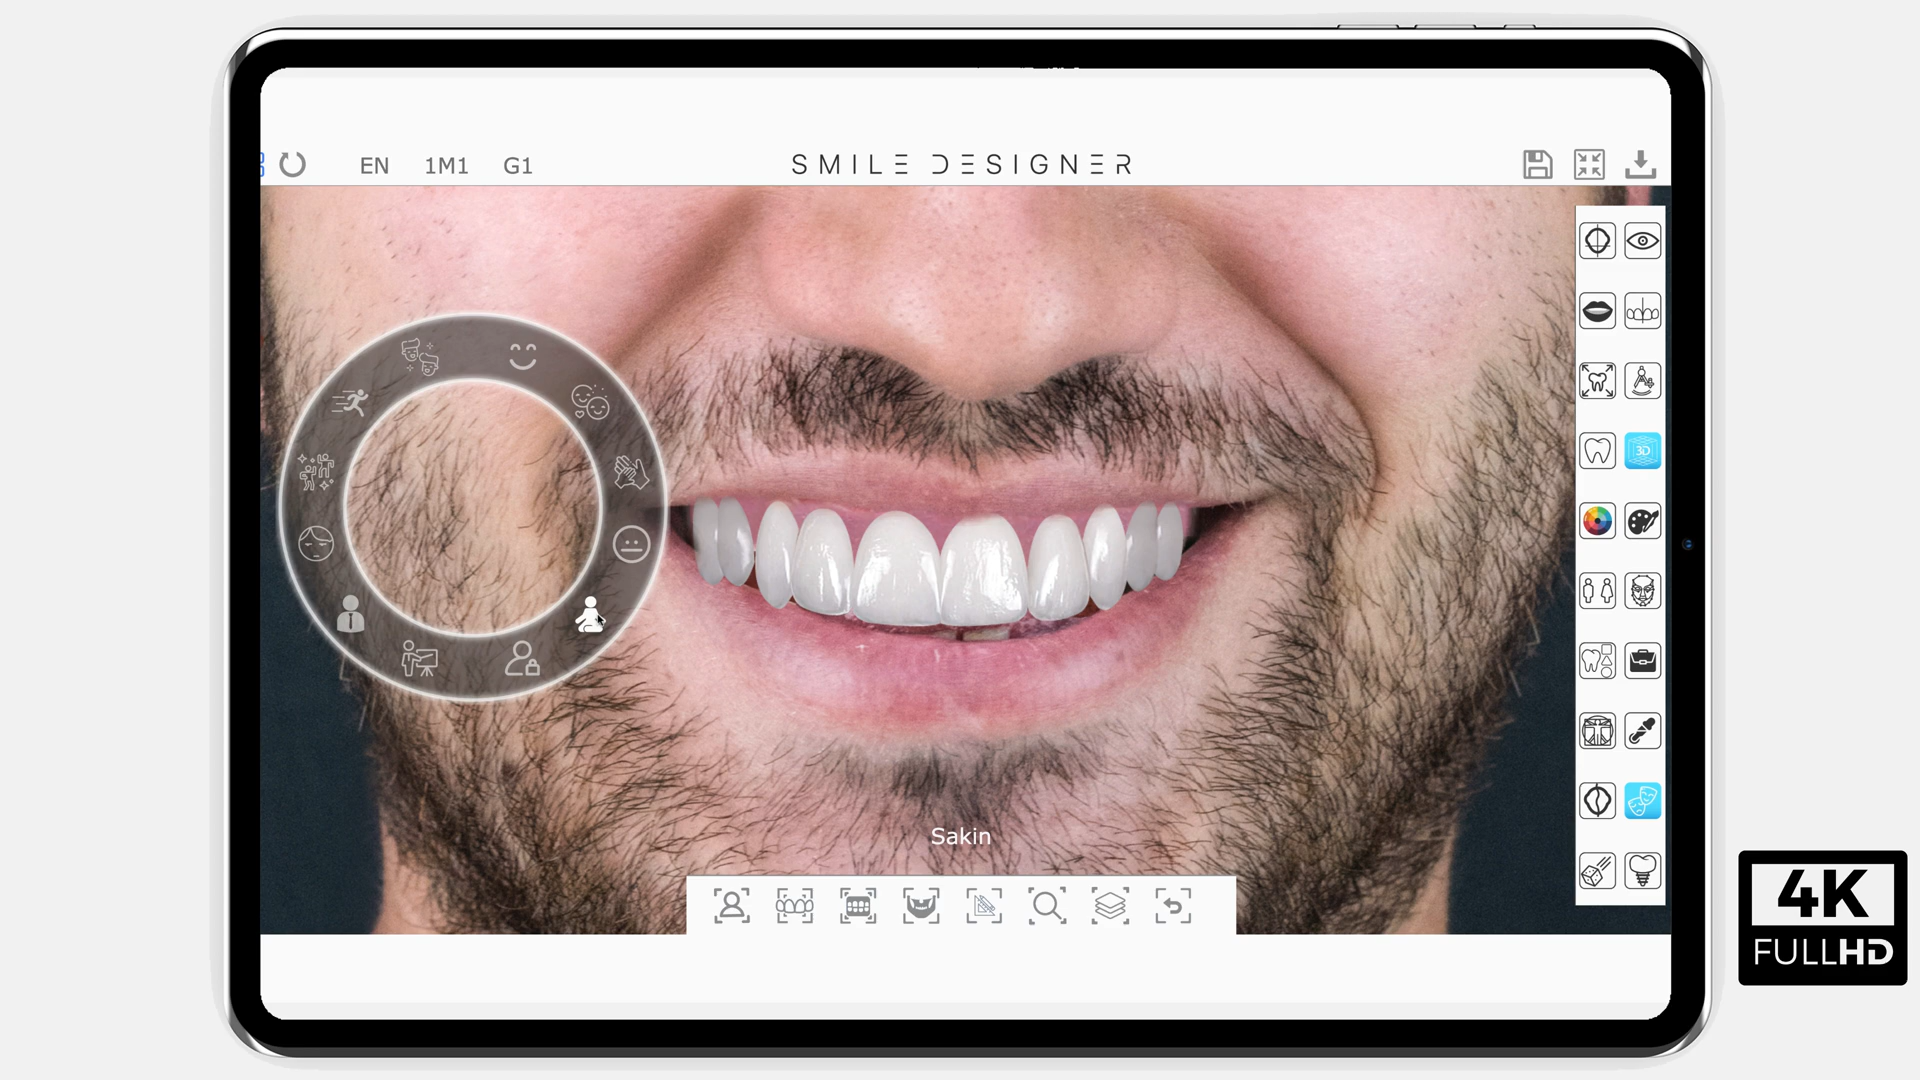 EN 1M1 G1
SMILE DESIGNER
3D
Sakin
4K
FULLHD